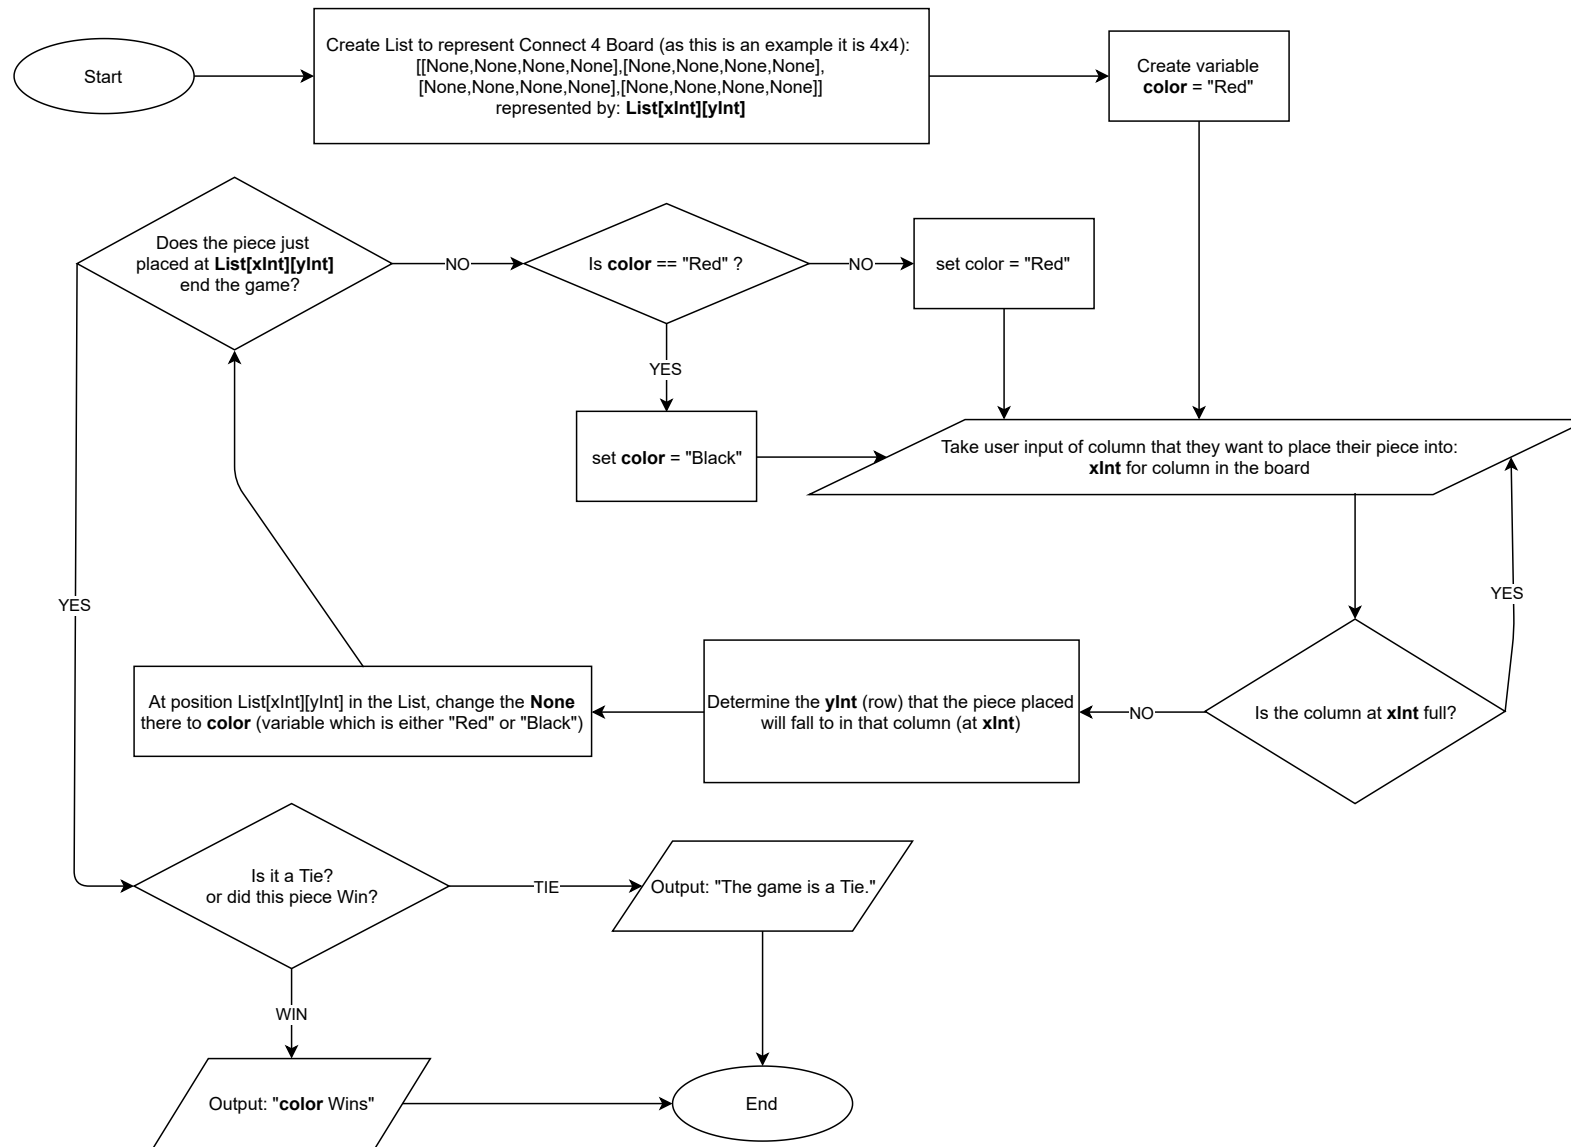 Start
Create List to represent Connect 4 Board (as this is an example it is 4x4):
[[None,None,None,None],[None,None,None,None],
[None,None,None,None],[None,None,None,None]]
represented by: List[xInt][yInt]
Create variable
color = "Red"
Does the piece just
placed at List[xInt][yInt]
end the game?
NO
Is color == "Red" ?
NO
set color = "Red"
YES
set color = "Black"
Take user input of column that they want to place their piece into:
xInt for column in the board
YES
YES
At position List[xInt][yInt] in the List, change the None
there to color (variable which is either "Red" or "Black")
Determine the yInt (row) that the piece placed
will fall to in that column (at xInt)
NO
Is the column at xInt full?
Is it a Tie?
or did this piece Win?
TIE
Output: "The game is a Tie."
WIN
Output: "color Wins"
End